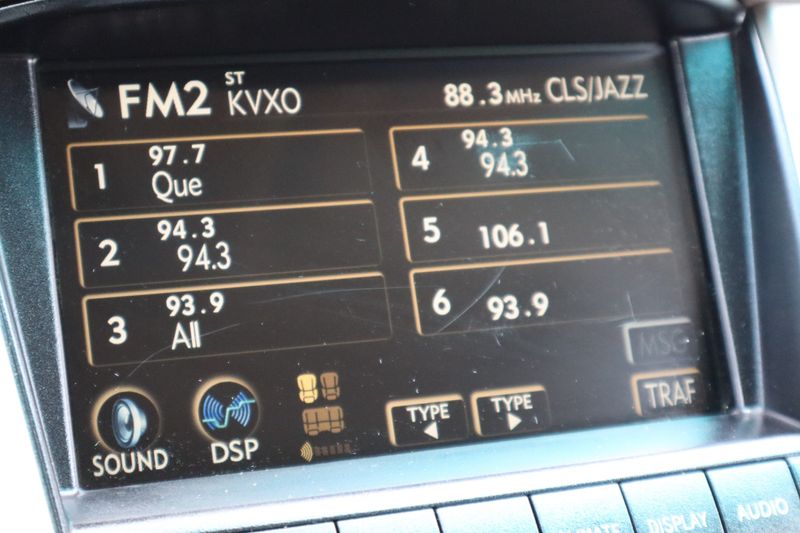 FM2 ST KVXO 88.3 MHz CLS/JAZZ
1 97.7 Que
2 94.3 94.3
3 93.9 All
4 94.3 94.3
5 106.1
6 93.9
MSG
SOUND DSP TYPE TYPE TRAF
DISPLAY AUDIO